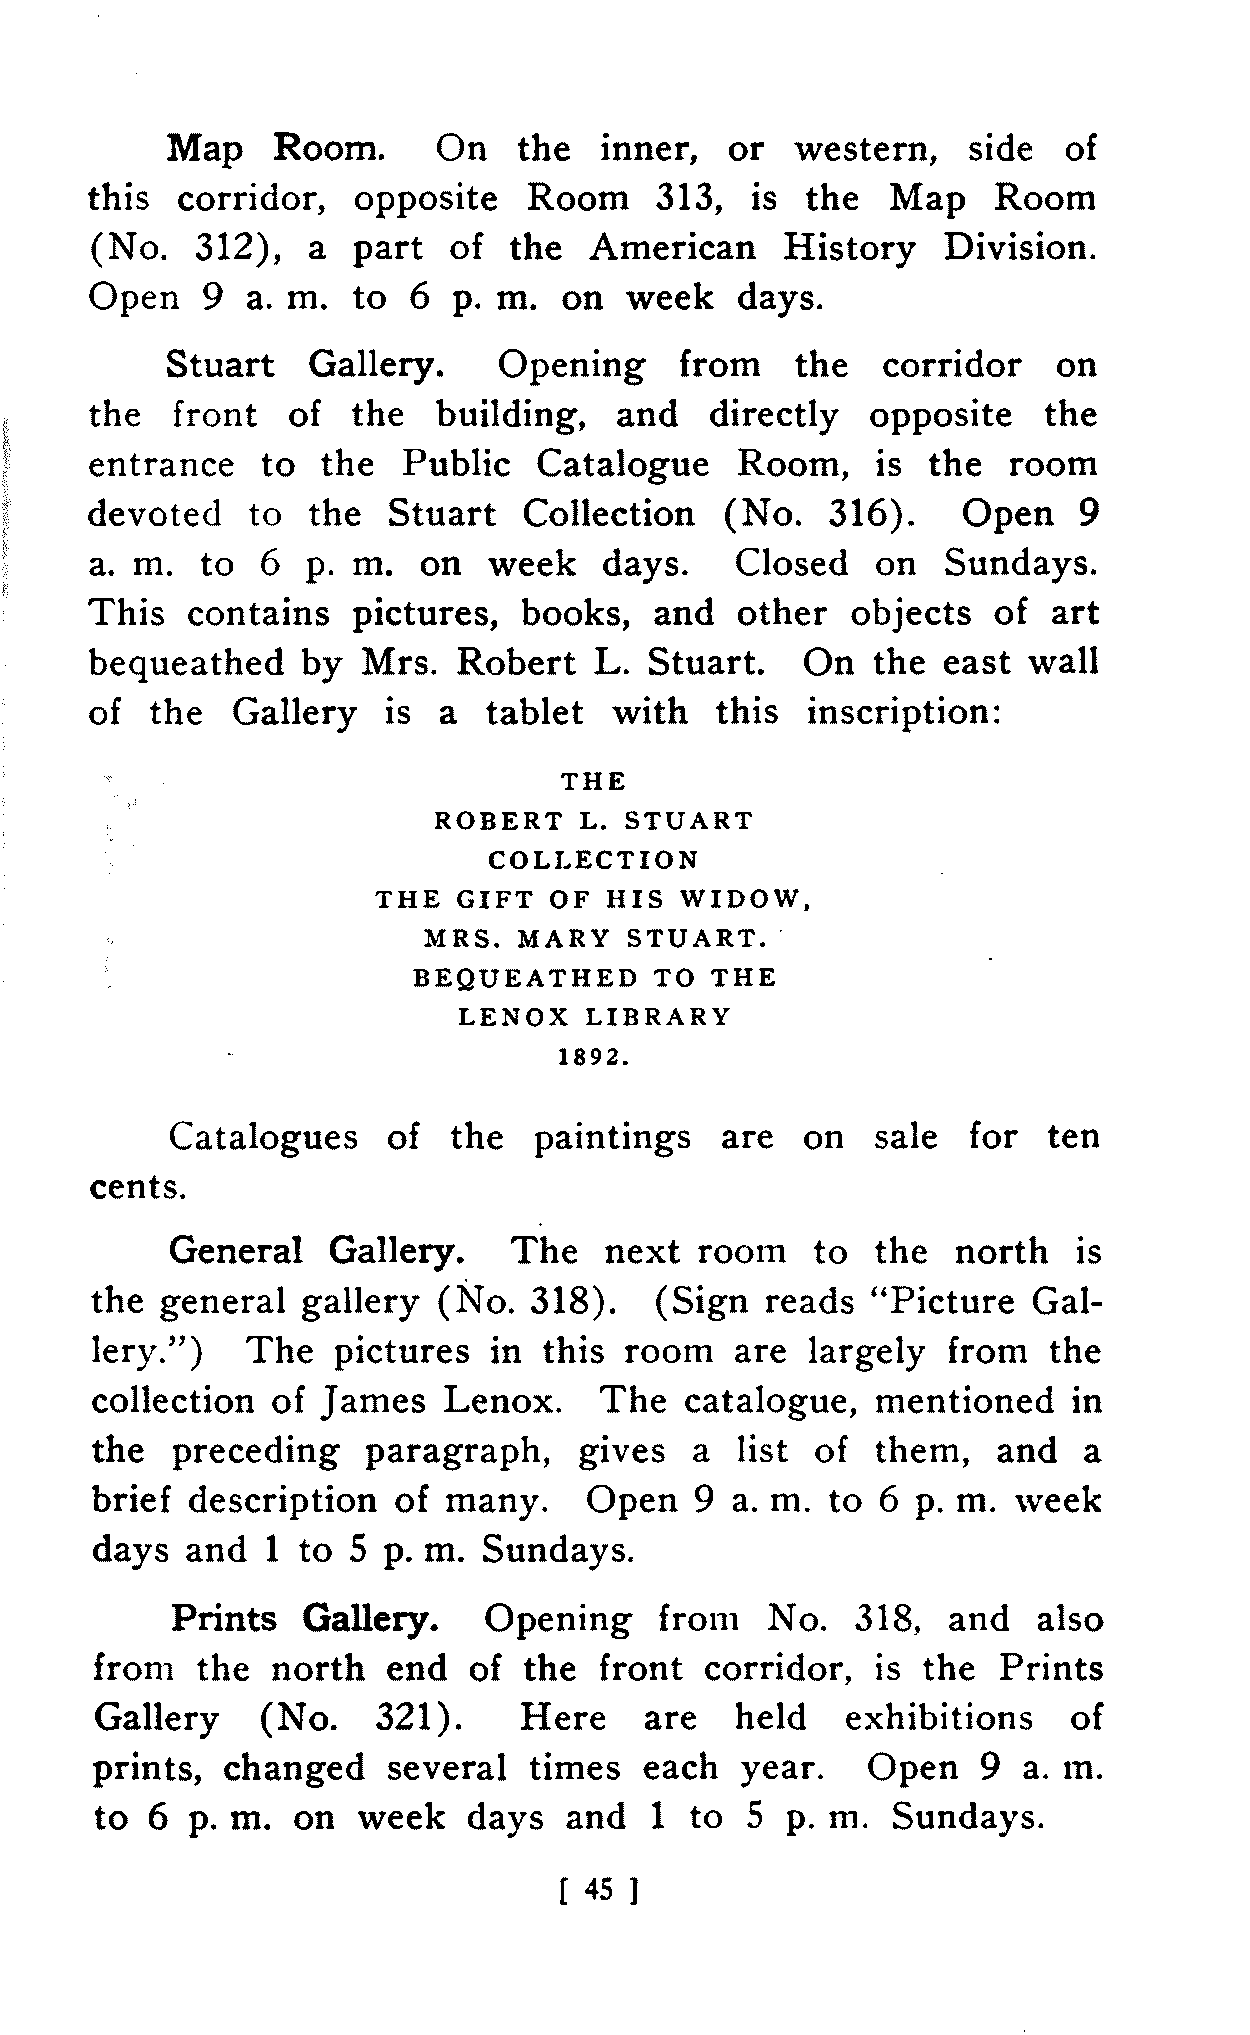 Map Room. On the inner, or western, side of
this corridor, opposite Room 313, is the Map Room
(No. 312), a part of the American History Division.
Open 9 a. m. to 6 p. m. on week days.
Stuart Gallery. Opening from the corridor on
the front of the building, and directly opposite the
entrance to the Public Catalogue Room, is the room
devoted to the Stuart Collection (No. 316). Open 9
a. m. to 6 p. m. on week days. Closed on Sundays.
This contains pictures, books, and other objects of art
bequeathed by Mrs. Robert L. Stuart. On the east wall
of the Gallery is a tablet with this inscription:
THE
ROBERT L. STUART
COLLECTION
THE GIFT OF HIS WIDOW,
MRS. MARY STUART.
BEQUEATHED TO THE
LENOX LIBRARY
1892.
Catalogues of the paintings are on sale for ten
cents.
General Gallery. The next room to the north is
the general gallery (No. 318). (Sign reads “Picture Gal-
lery.”) The pictures in this room are largely from the
collection of James Lenox. The catalogue, mentioned in
the preceding paragraph, gives a list of them, and a
brief description of many. Open 9 a. m. to 6 p. m. week
days and 1 to 5 p. m. Sundays.
Prints Gallery. Opening from No. 318, and also
from the north end of the front corridor, is the Prints
Gallery (No. 321). Here are held exhibitions of
prints, changed several times each year. Open 9 a. m.
to 6 p. m. on week days and 1 to 5 p. m. Sundays.
[ 45 ]